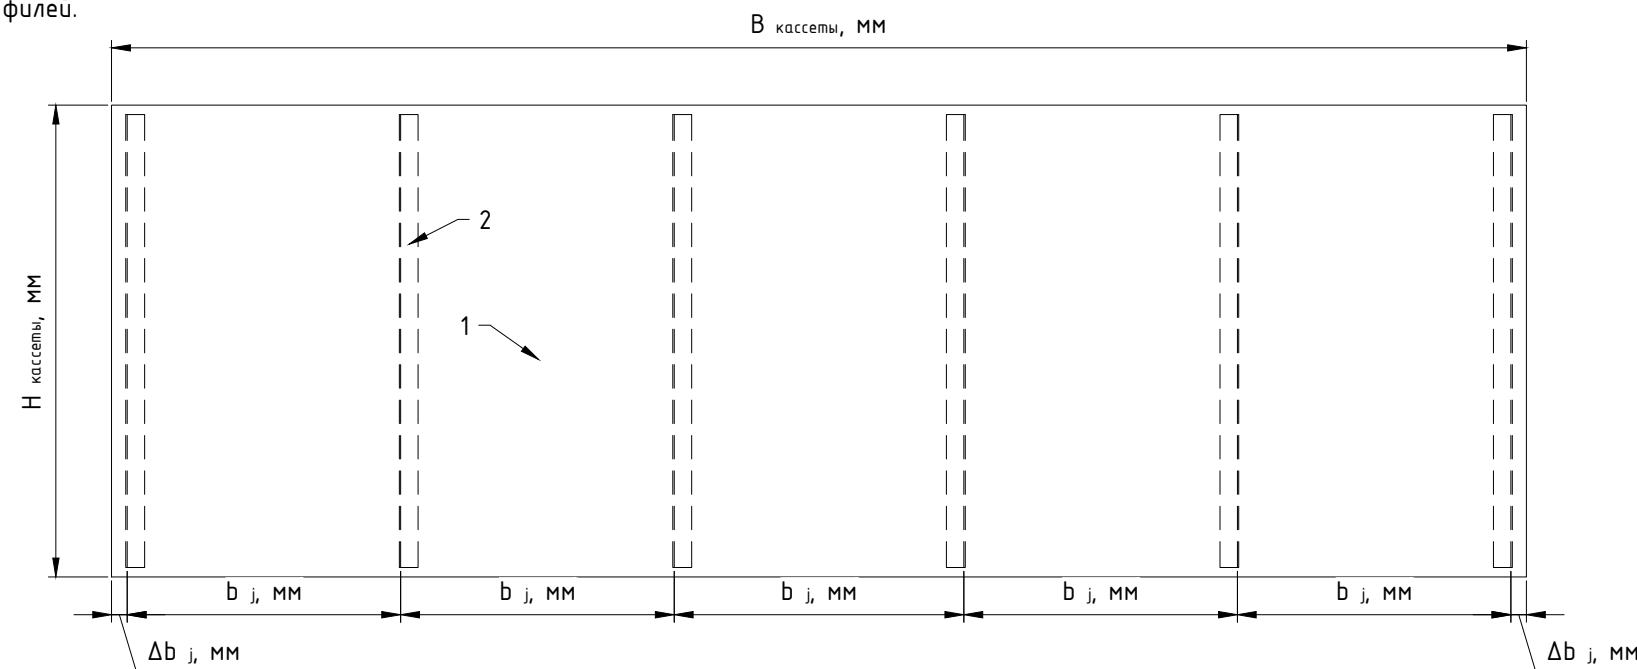 филей.
B кассеты, мм
2
1
H кассеты, мм
b j, мм
b j, мм
b j, мм
b j, мм
b j, мм
Δb j, мм
Δb j, мм